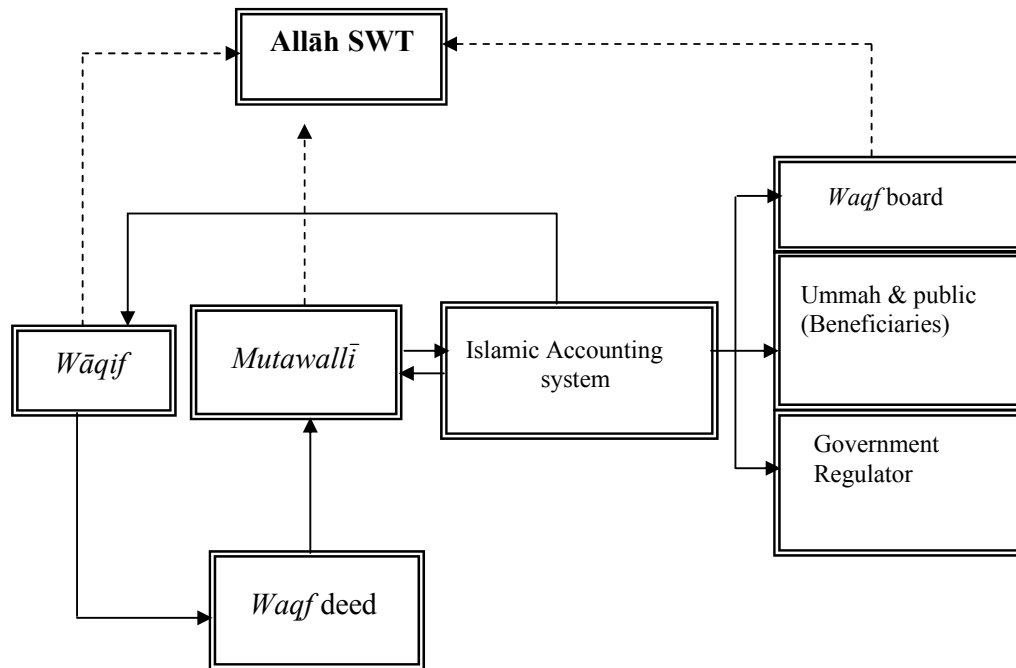 Allāh SWT
Waqf board
Ummah & public
(Beneficiaries)
Wāqif
Mutawallī
Islamic Accounting
system
Government
Regulator
Waqf deed